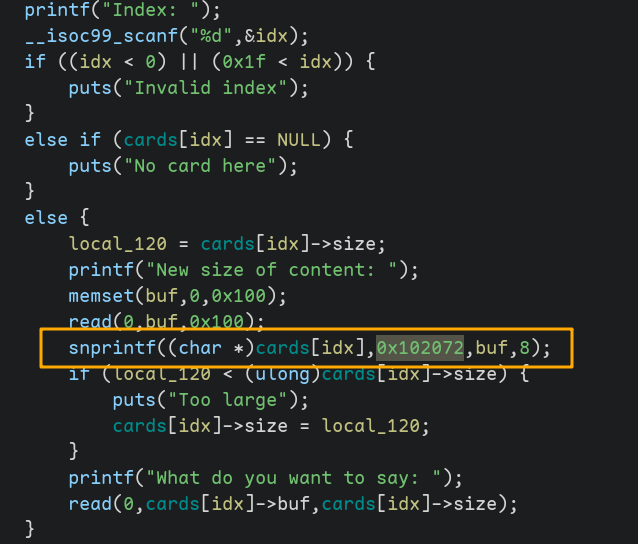 printf("Index: ");
__isoc99_scanf("%d",&idx);
if ((idx < 0) || (0x1f < idx)) {
puts("Invalid index");
}
else if (cards[idx] == NULL) {
puts("No card here");
}
else {
local_120 = cards[idx]->size;
printf("New size of content: ");
memset(buf,0,0x100);
read(0,buf,0x100);
snprintf((char *)cards[idx],0x102072,buf,8);
if (local_120 < (ulong)cards[idx]->size) {
puts("Too large");
cards[idx]->size = local_120;
}
printf("What do you want to say: ");
read(0,cards[idx]->buf,cards[idx]->size);
}